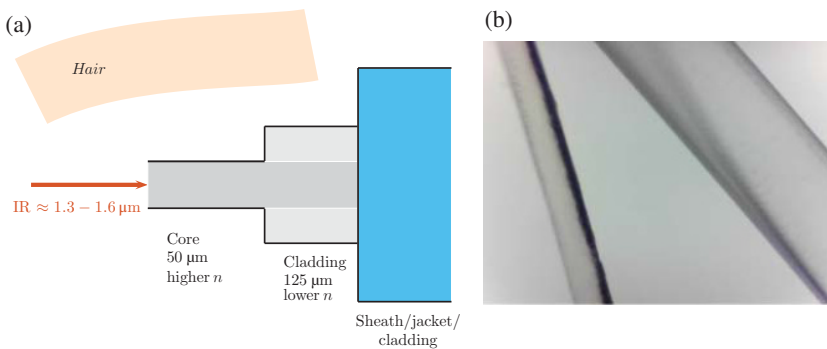 (a)
(b)
Hair
IR ≈ 1.3 – 1.6 µm
Core
50 µm
higher n
Cladding
125 µm
lower n
Sheath/jacket/
cladding